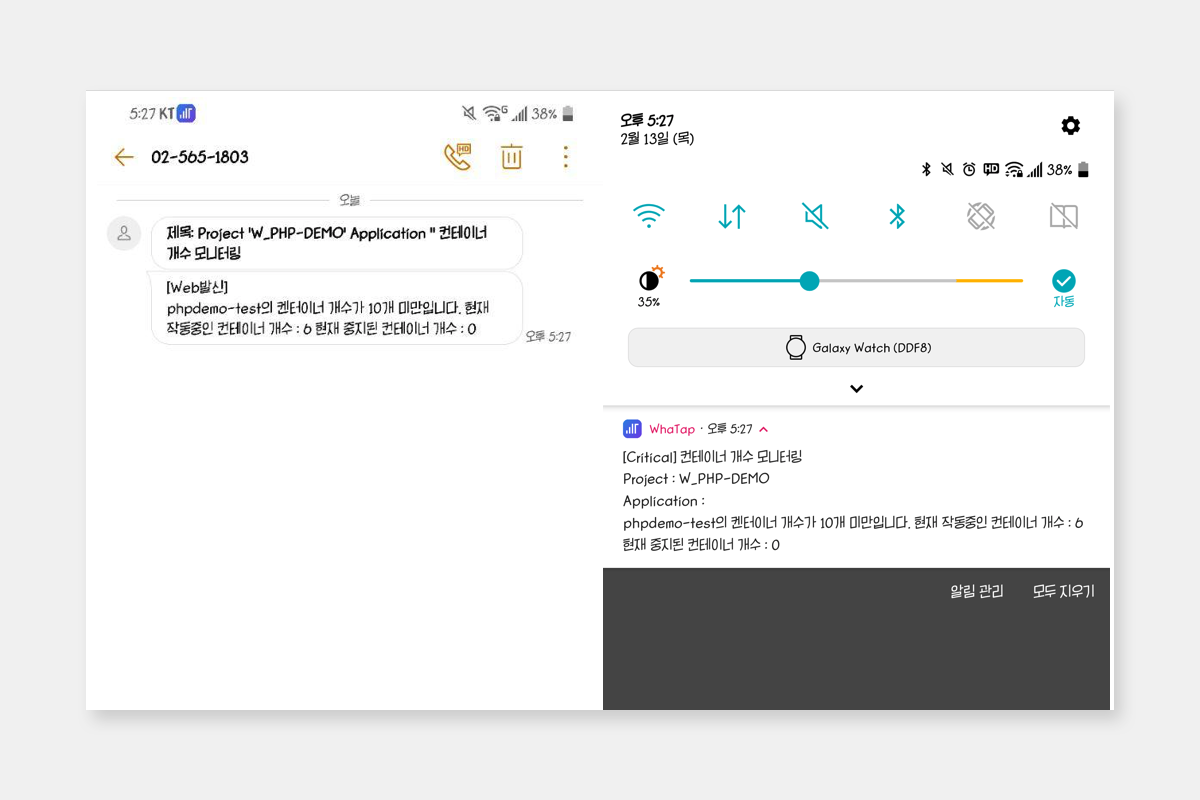 5:27 KT
G 38%
02-565-1803
HD
오늘
제목: Project 'W_PHP-DEMO' Application '' 컨테이너
개수 모니터링
[Web발신]
phpdemo-test의 켄테이너 개수가 10개 미만입니다. 현재
작동중인 컨테이너 개수 : 6 현재 중지된 컨테이너 개수 : 0
오후 5:27
오후 5:27
2월 13일 (목)
HD 38%
35%
자동
Galaxy Watch (DDF8)
WhaTap · 오후 5:27
[Critical] 컨테이너 개수 모니터링
Project : W_PHP-DEMO
Application :
phpdemo-test의 켄터이너 개수가 10개 미만입니다. 현재 작동중인 컨테이너 개수 : 6
현재 중지된 컨테이너 개수 : 0
알림 관리 모두 지우기